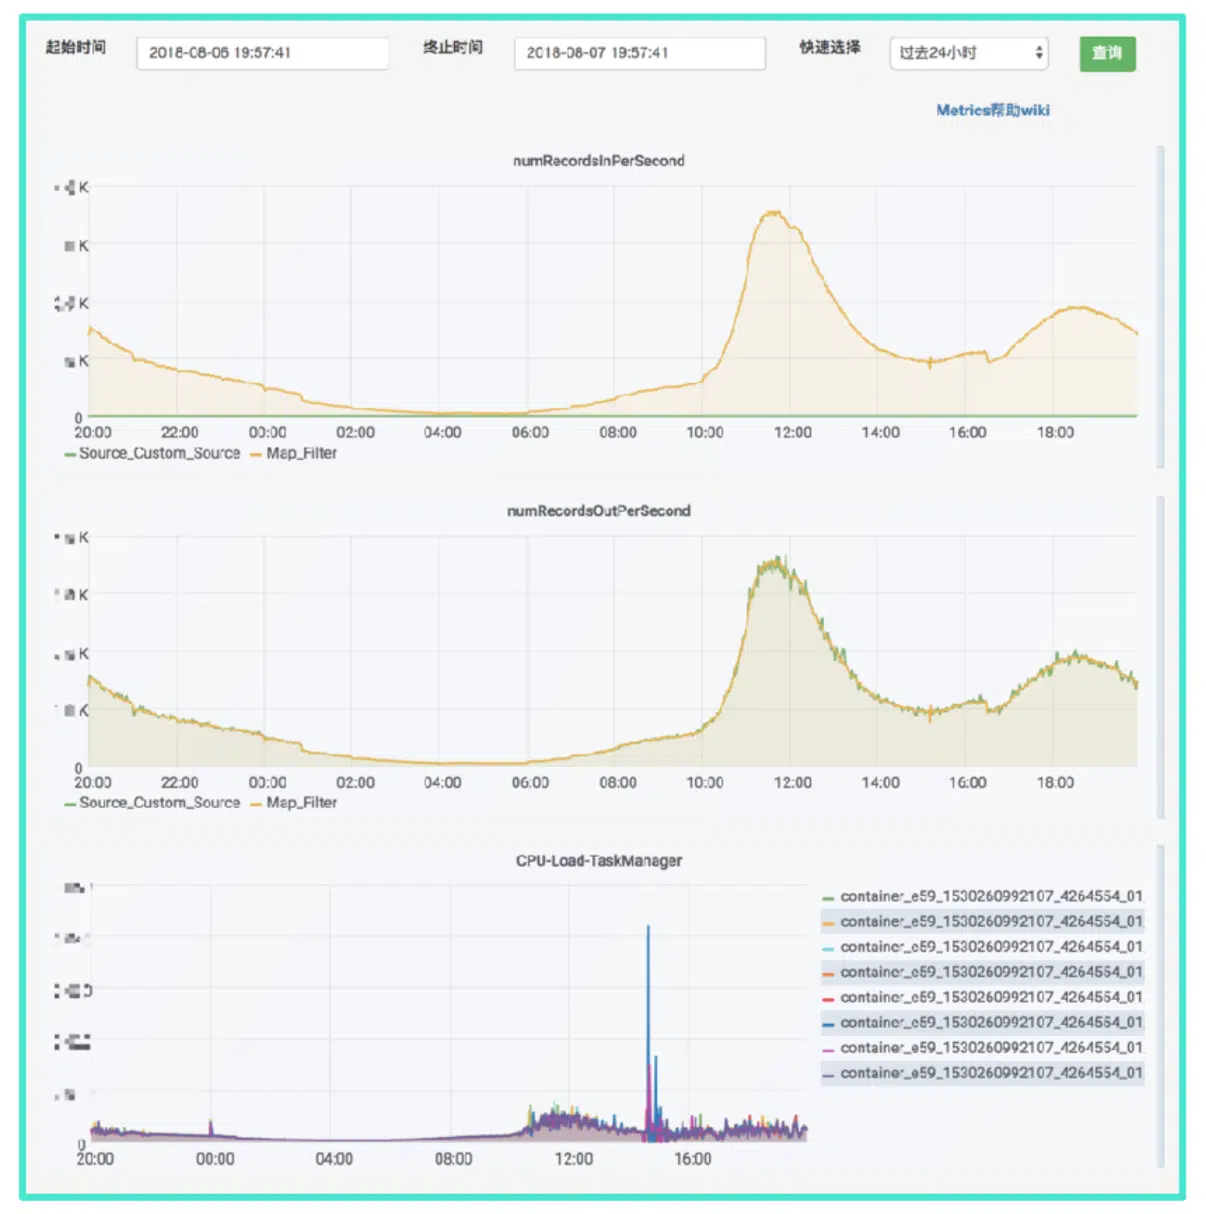 起始时间 2018-08-06 19:57:41 终止时间 2018-08-07 19:57:41 快速选择 过去24小时 查询
Metrics帮助wiki
numRecordsInPerSecond
K
K
K
K
0
20:00 22:00 00:00 02:00 04:00 06:00 08:00 10:00 12:00 14:00 16:00 18:00
Source_Custom_Source Map_Filter
numRecordsOutPerSecond
K
K
K
K
0
20:00 22:00 00:00 02:00 04:00 06:00 08:00 10:00 12:00 14:00 16:00 18:00
Source_Custom_Source Map_Filter
CPU-Load-TaskManager
0
20:00 00:00 04:00 08:00 12:00 16:00
container_e59_1530260992107_4264554_01
container_e59_1530260992107_4264554_01
container_e59_1530260992107_4264554_01
container_e59_1530260992107_4264554_01
container_e59_1530260992107_4264554_01
container_e59_1530260992107_4264554_01
container_e59_1530260992107_4264554_01
container_e59_1530260992107_4264554_01